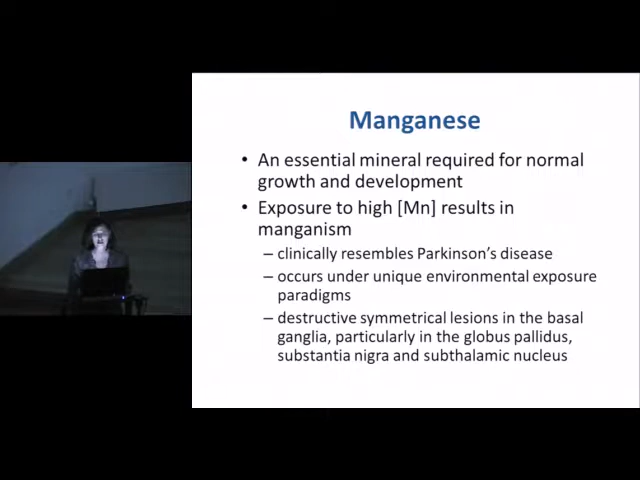 Manganese
• An essential mineral required for normal
growth and development
• Exposure to high [Mn] results in
manganism
– clinically resembles Parkinson's disease
– occurs under unique environmental exposure
paradigms
– destructive symmetrical lesions in the basal
ganglia, particularly in the globus pallidus,
substantia nigra and subthalamic nucleus